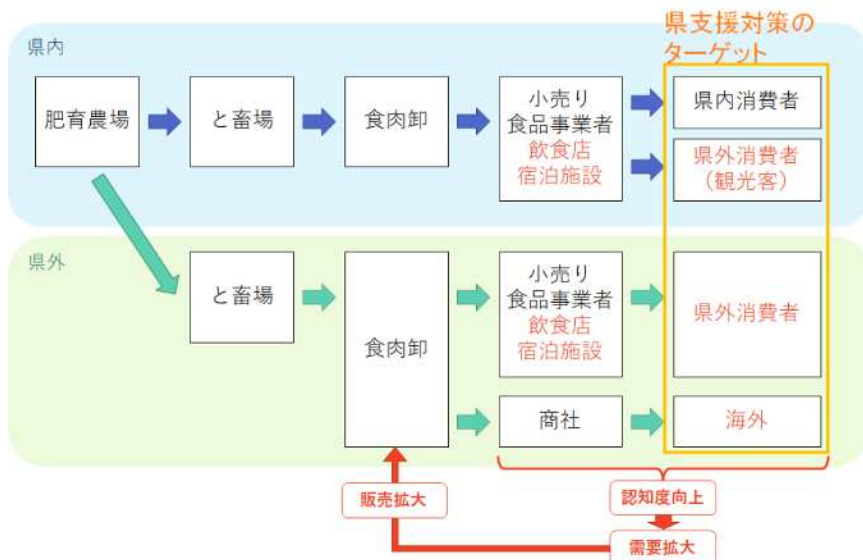 県支援対策の
ターゲット
県内
肥育農場
と畜場
食肉卸
小売り
食品事業者
飲食店
宿泊施設
県内消費者
県外消費者
（観光客）
県外
と畜場
食肉卸
小売り
食品事業者
飲食店
宿泊施設
県外消費者
商社
海外
販売拡大
認知度向上
需要拡大